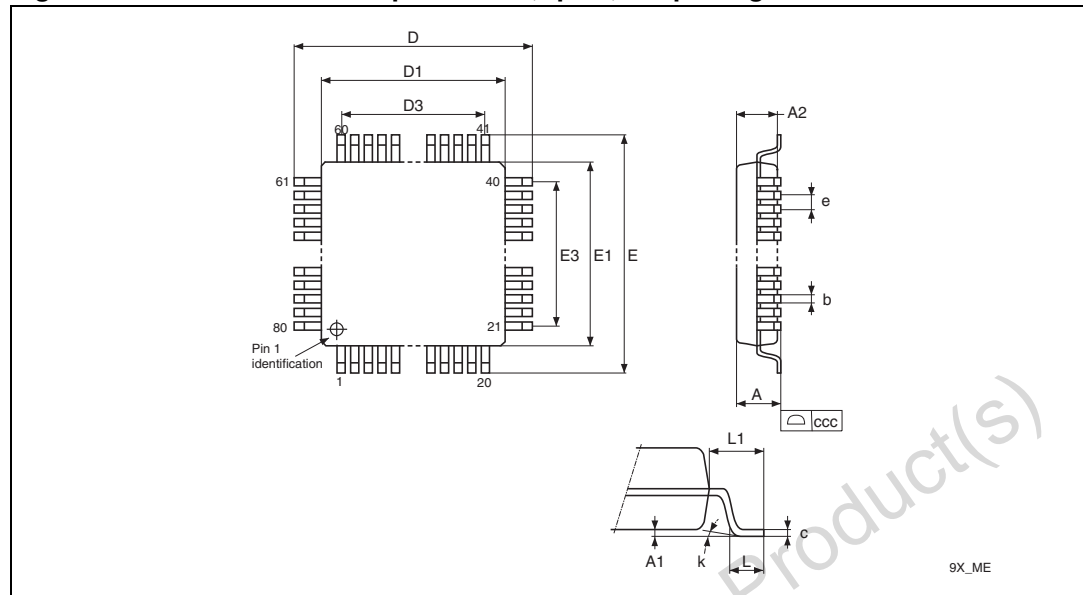 D
D1
D3
A2
60
41
61
40
e
E3
E1
E
b
80
21
Pin 1
identification
1
20
A
ccc
L1
c
A1
k
L
Product(s)
9X_ME